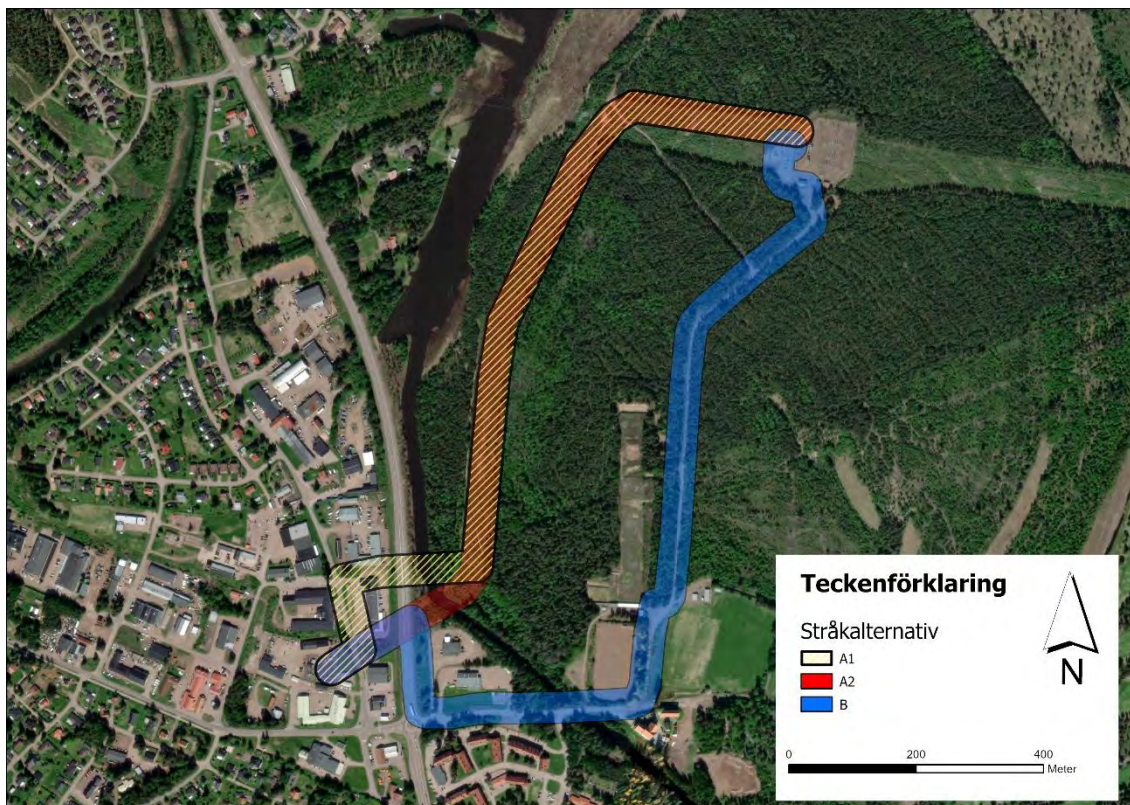 Teckenförklaring
Stråkalternativ
A1
A2
B
N
0 200 400
Meter